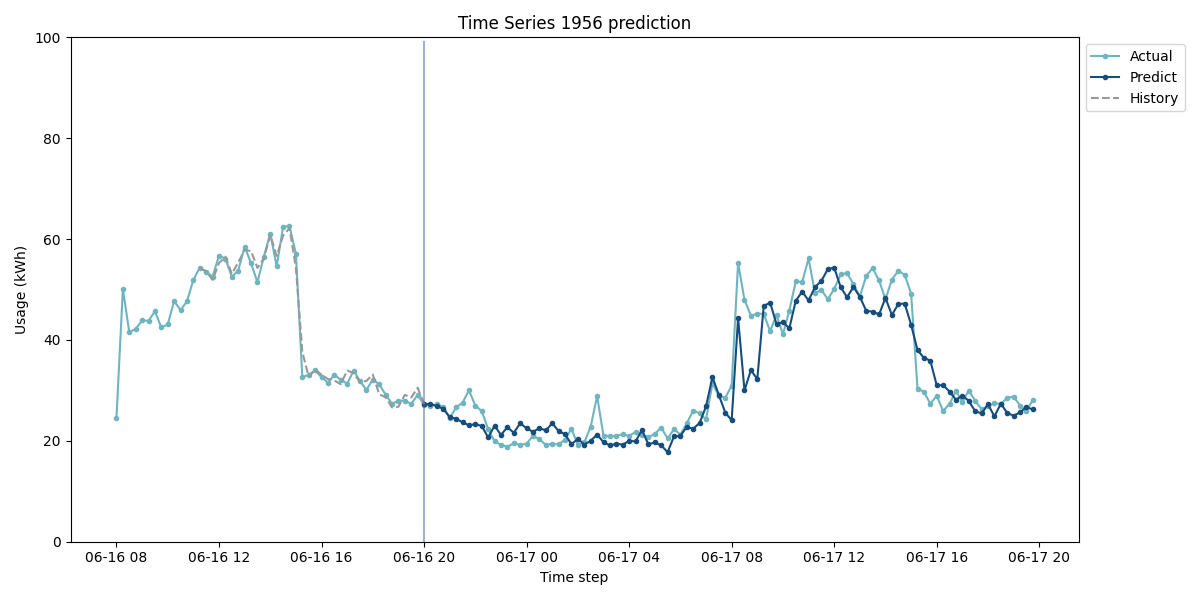 Time Series 1956 prediction
100
80
60
40
20
0
Usage (kWh)
06-16 08
06-16 12
06-16 16
06-16 20
06-17 00
06-17 04
06-17 08
06-17 12
06-17 16
06-17 20
Time step
Actual
Predict
History